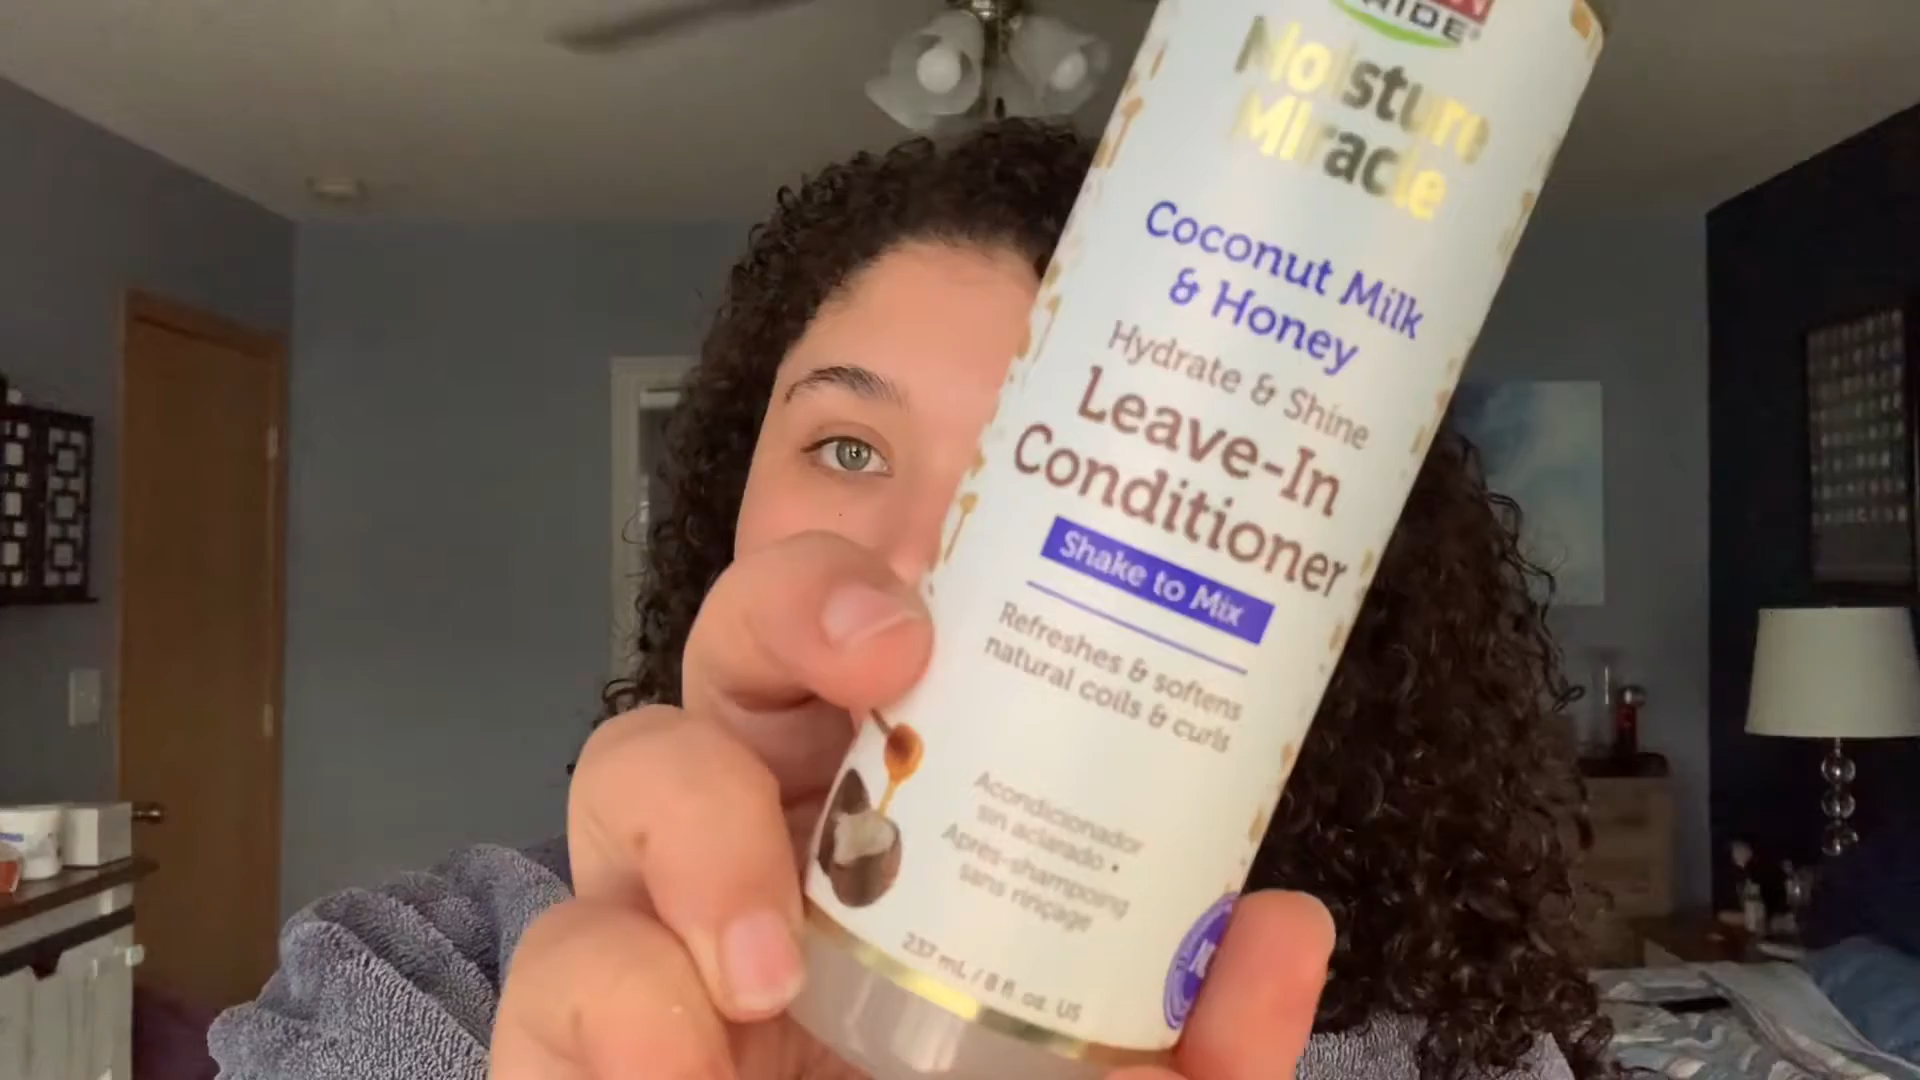 Moisture
Miracle
Coconut Milk
& Honey
Hydrate & Shine
Leave-In
Conditioner
Shake to Mix
Refreshes & softens
natural coils & curls
Acondicionador
sin aclarado •
Après-shampoing
sans rinçage
237 mL / 8 fl. oz. US